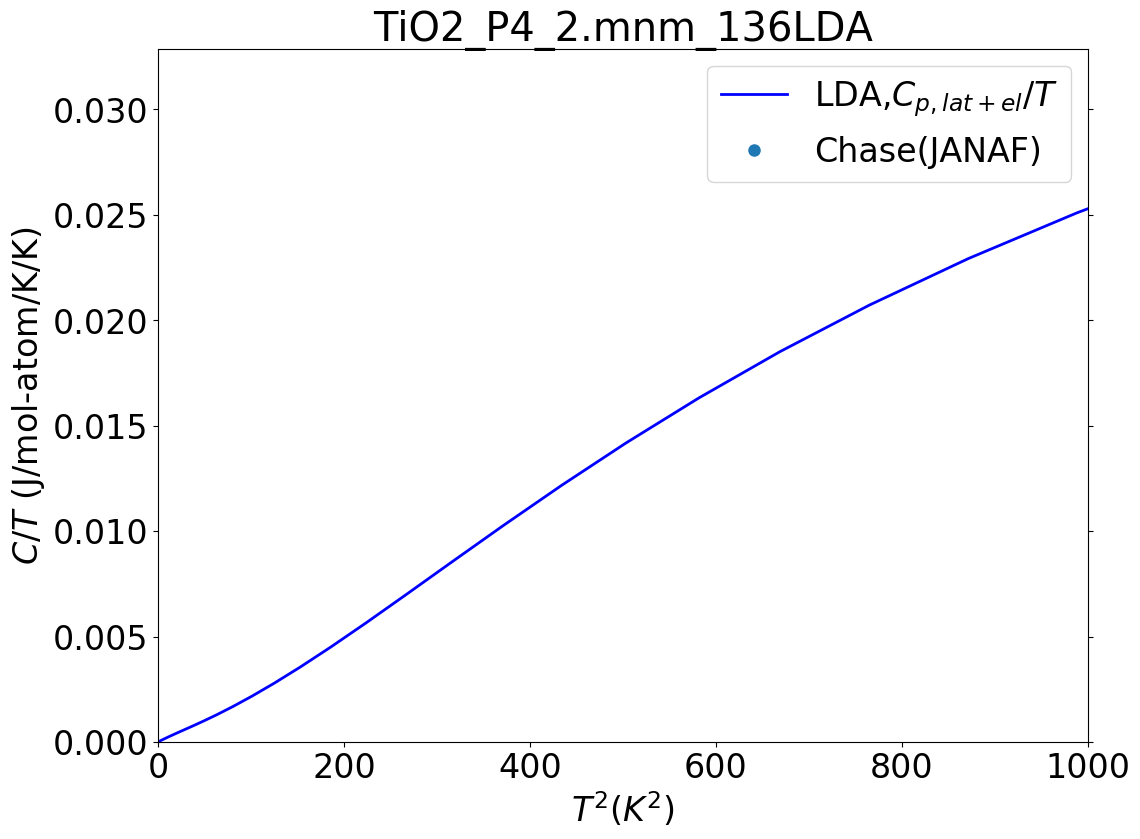 TiO2_P4_2.mnm_136LDA
LDA,C_{p, lat+el}/T
Chase(JANAF)
C/T (J/mol-atom/K/K)
0.030
0.025
0.020
0.015
0.010
0.005
0.000
0 200 400 600 800 1000
T^2(K^2)